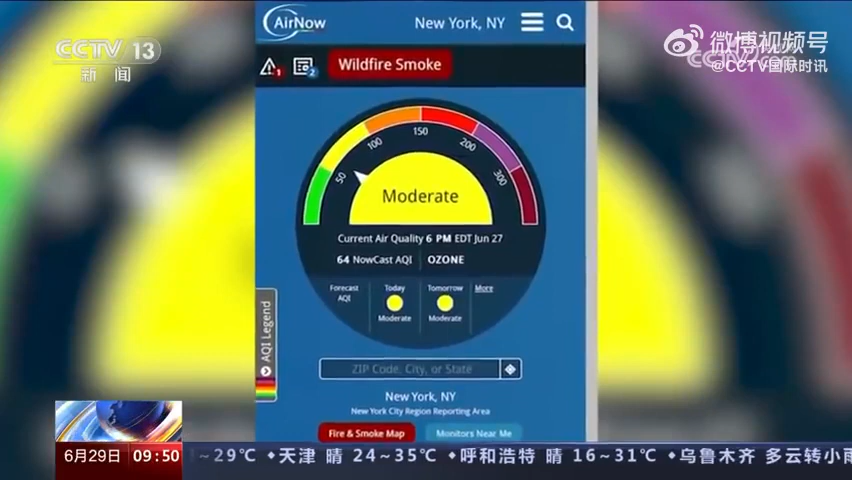 CCTV 13
新闻
AirNow
New York, NY
微博视频号
@CCTV国际时讯
1
2
Wildfire Smoke
50
100
150
200
300
Moderate
Current Air Quality 6 PM EDT Jun 27
64 NowCast AQI
OZONE
Forecast AQI
Today
Moderate
Tomorrow
Moderate
More
AQI Legend
ZIP Code, City, or State
New York, NY
New York City Region Reporting Area
Fire & Smoke Map
Monitors Near Me
6月29日 09:50
~29℃ •天津 晴 24~35℃ •呼和浩特 晴 16~31℃ •乌鲁木齐 多云转小雨